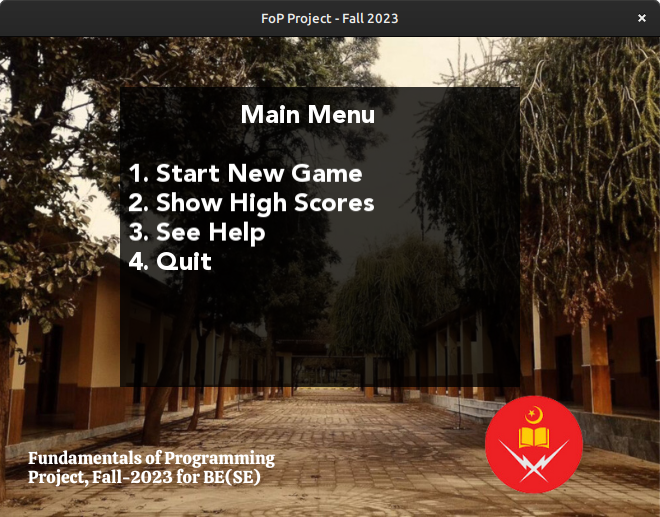 FoP Project - Fall 2023
Main Menu
1. Start New Game
2. Show High Scores
3. See Help
4. Quit
Fundamentals of Programming
Project, Fall-2023 for BE(SE)